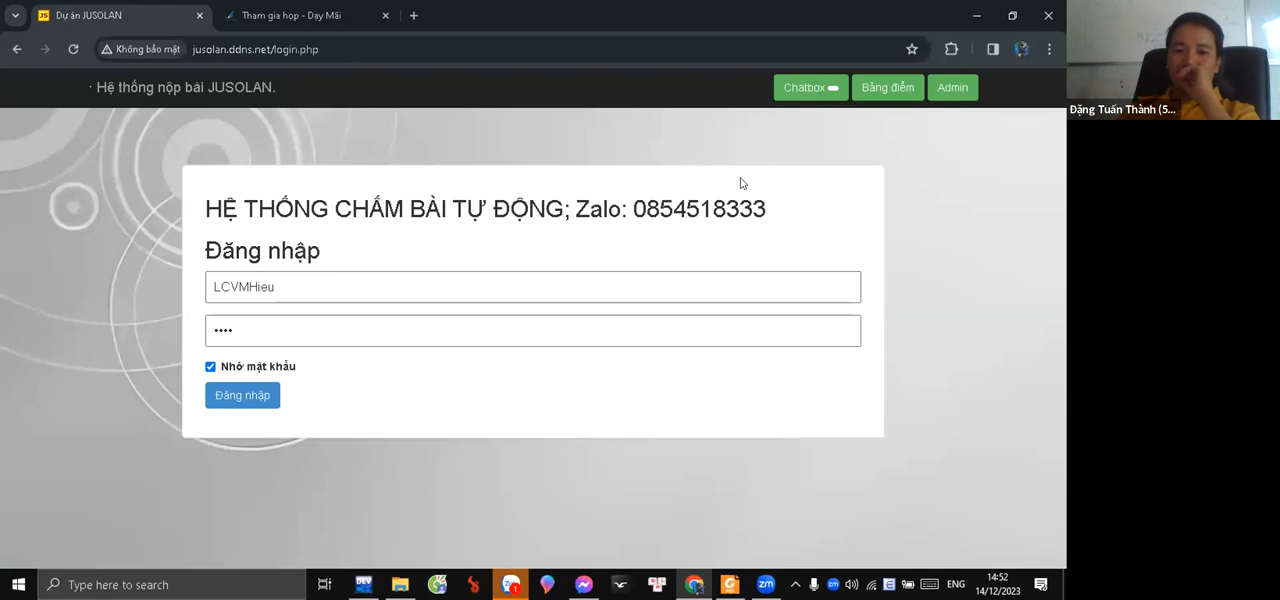 Dự án JUSOLAN
Tham gia họp - Dạy Mãi
Không bảo mật
jusolan.ddns.net/login.php
· Hệ thống nộp bài JUSOLAN.
Chatbox
Bảng điểm
Admin
Đặng Tuấn Thành (5...
HỆ THỐNG CHẤM BÀI TỰ ĐỘNG; Zalo: 0854518333
Đăng nhập
LCVMHieu
••••
Nhớ mật khẩu
Đăng nhập
Type here to search
DEV
zm
ENG
14:52
14/12/2023